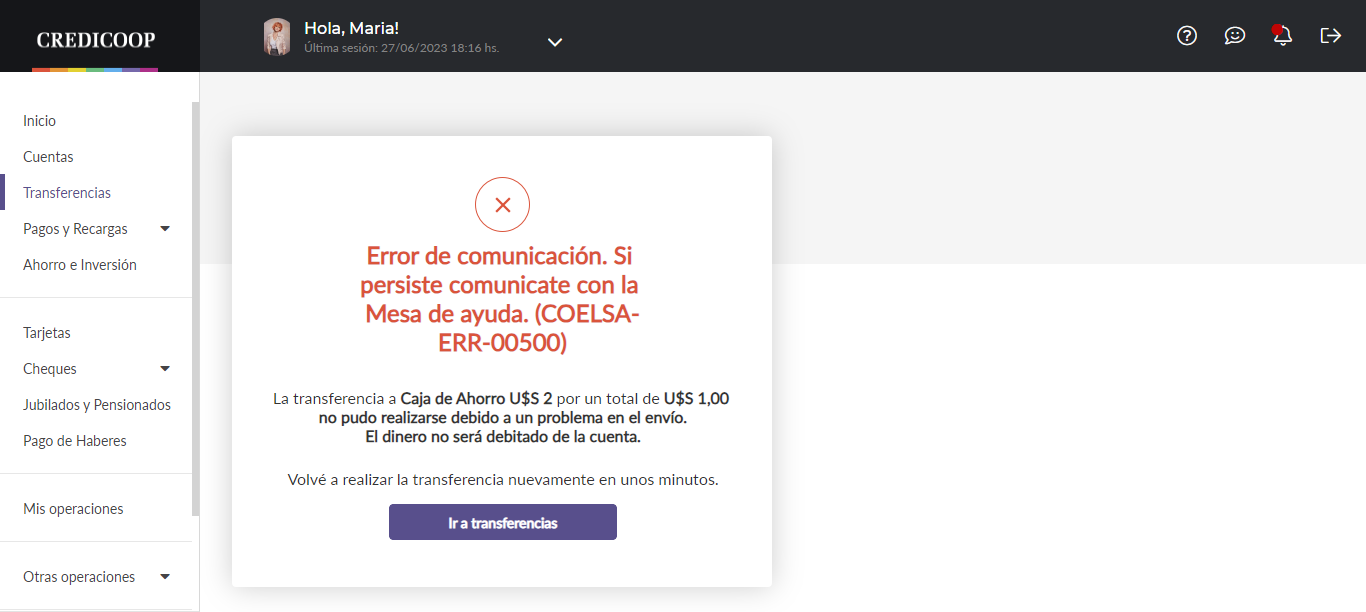 CREDICOOP
Hola, Maria!
Última sesión: 27/06/2023 18:16 hs.
Inicio
Cuentas
Transferencias
Pagos y Recargas
Ahorro e Inversión
Tarjetas
Cheques
Jubilados y Pensionados
Pago de Haberes
Mis operaciones
Otras operaciones
Error de comunicación. Si
persiste comunicate con la
Mesa de ayuda. (COELSA-
ERR-00500)
La transferencia a Caja de Ahorro U$S 2 por un total de U$S 1,00
no pudo realizarse debido a un problema en el envío.
El dinero no será debitado de la cuenta.
Volvé a realizar la transferencia nuevamente en unos minutos.
Ir a transferencias